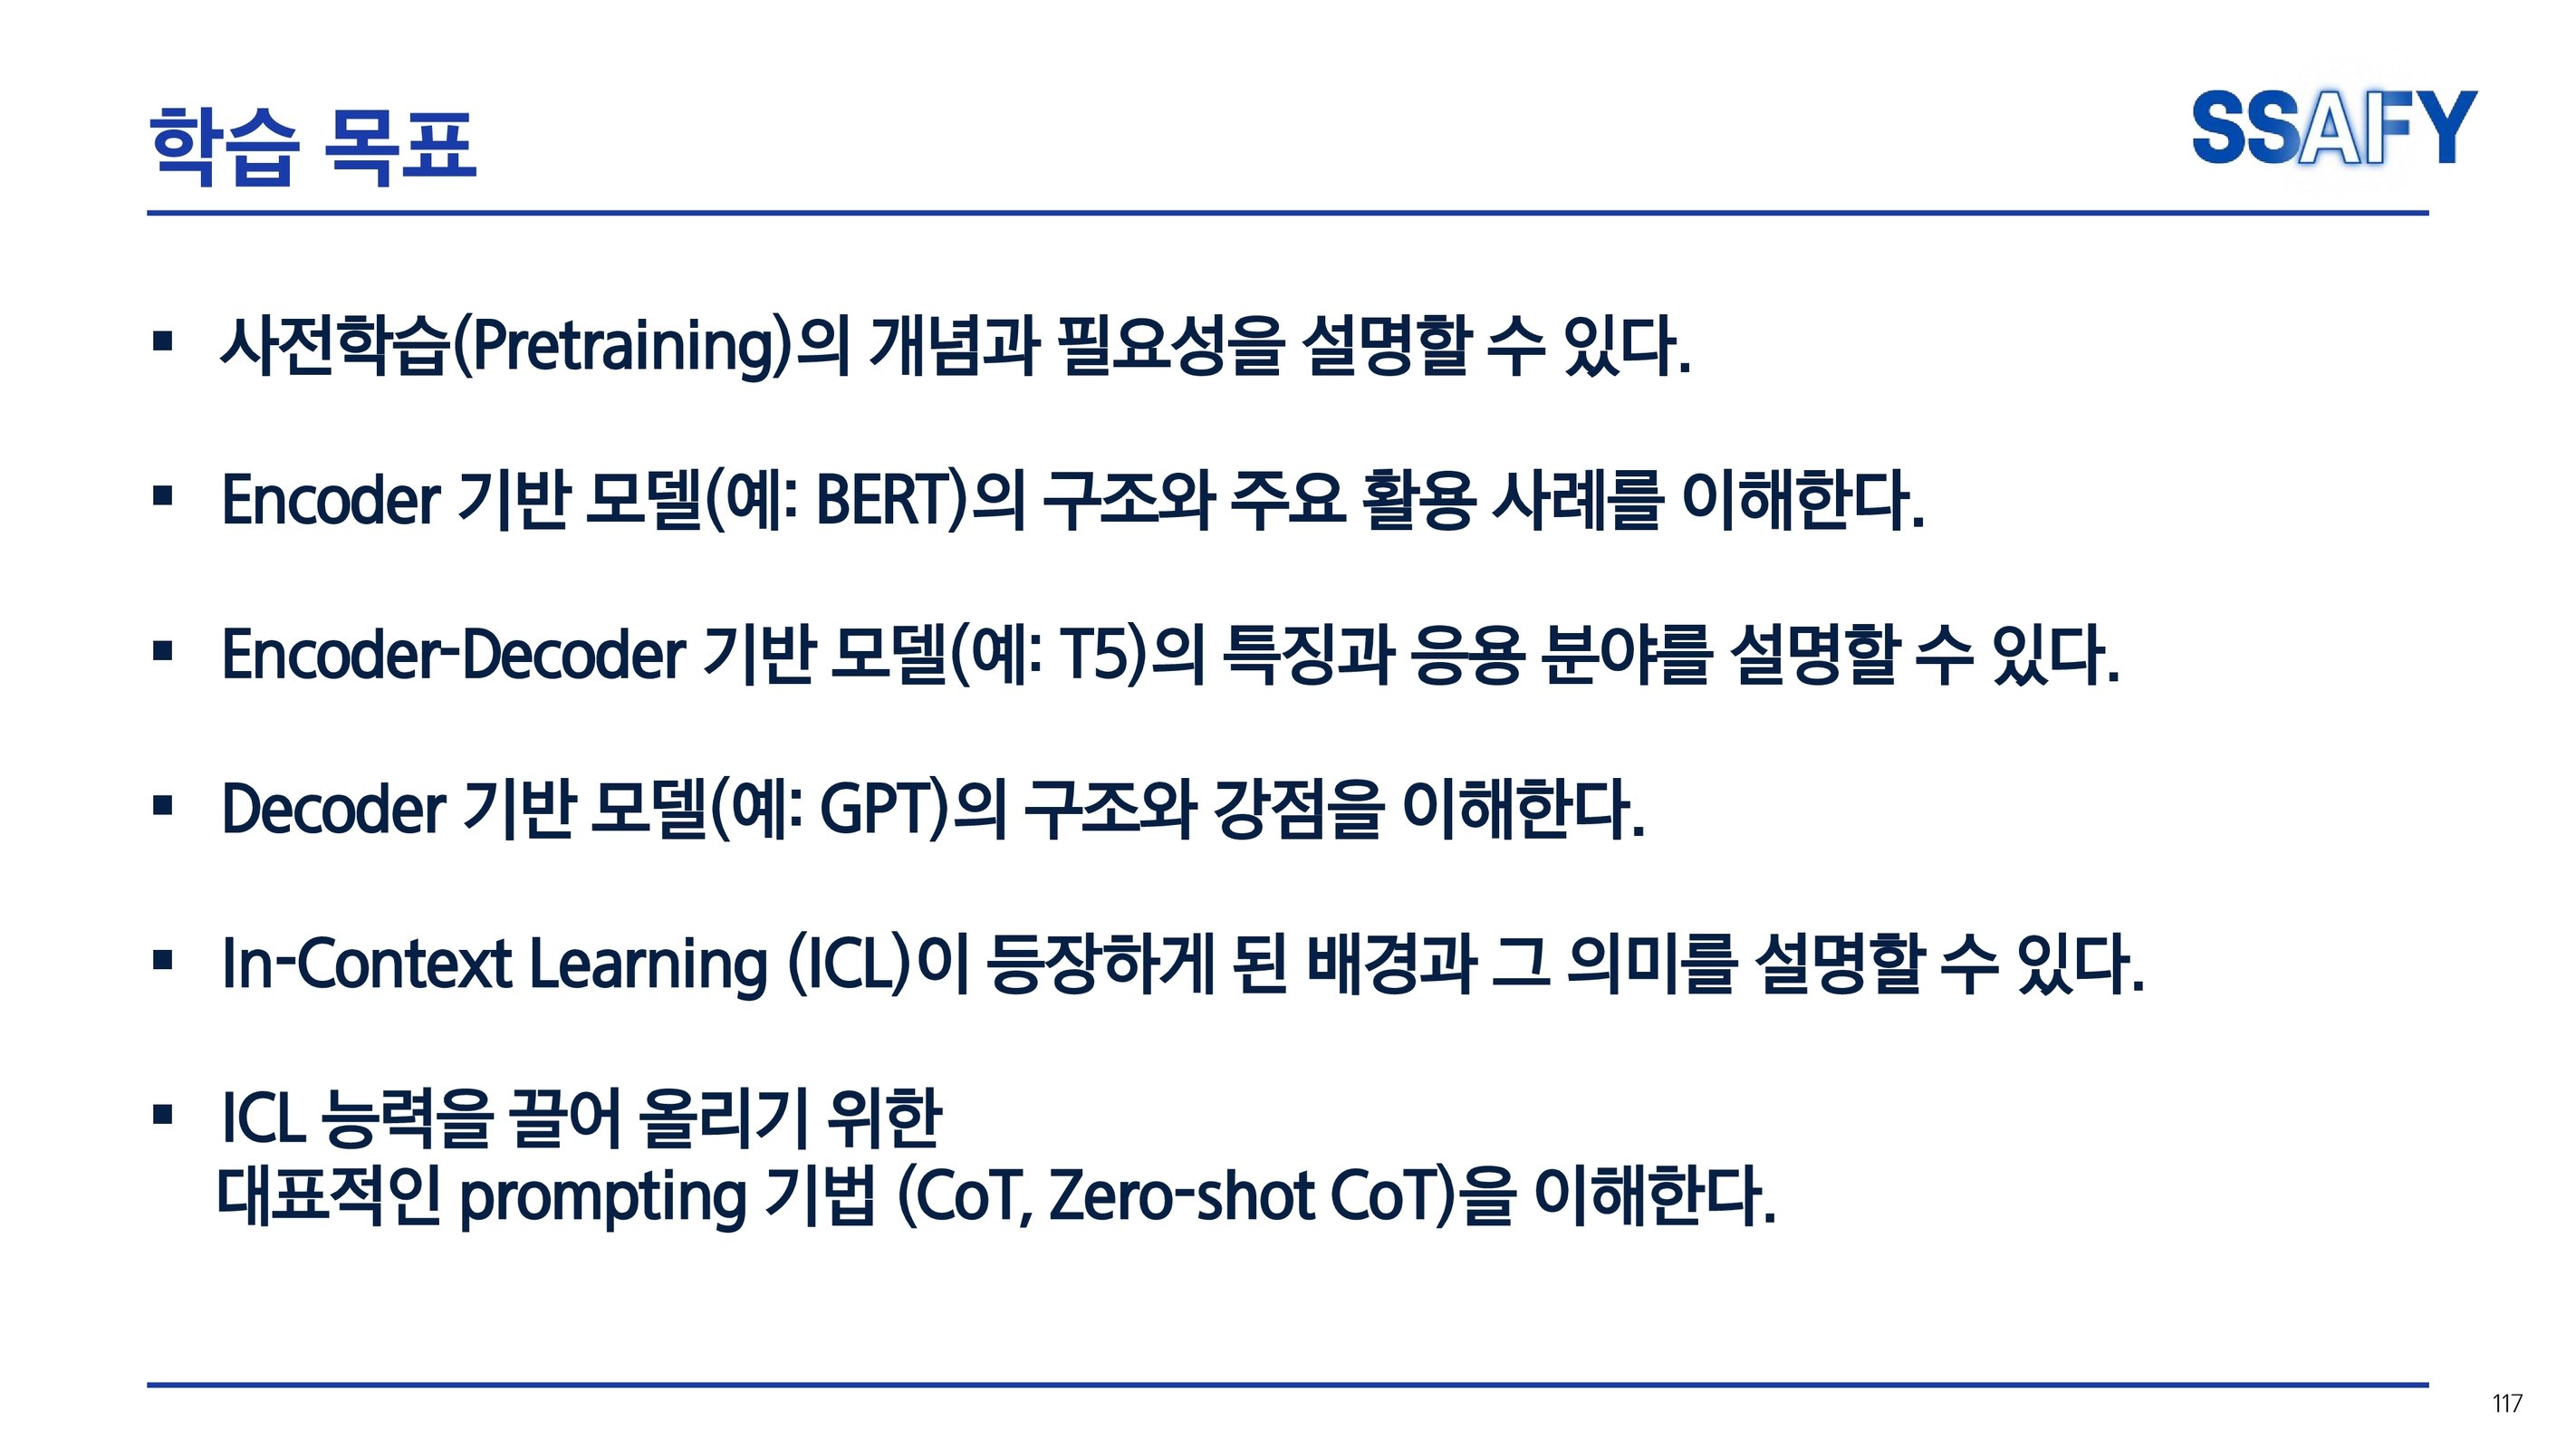 학습 목표
SSAFY
▪ 사전학습(Pretraining)의 개념과 필요성을 설명할 수 있다.
▪ Encoder 기반 모델(예: BERT)의 구조와 주요 활용 사례를 이해한다.
▪ Encoder-Decoder 기반 모델(예: T5)의 특징과 응용 분야를 설명할 수 있다.
▪ Decoder 기반 모델(예: GPT)의 구조와 강점을 이해한다.
▪ In-Context Learning (ICL)이 등장하게 된 배경과 그 의미를 설명할 수 있다.
▪ ICL 능력을 끌어 올리기 위한
대표적인 prompting 기법 (CoT, Zero-shot CoT)을 이해한다.
117